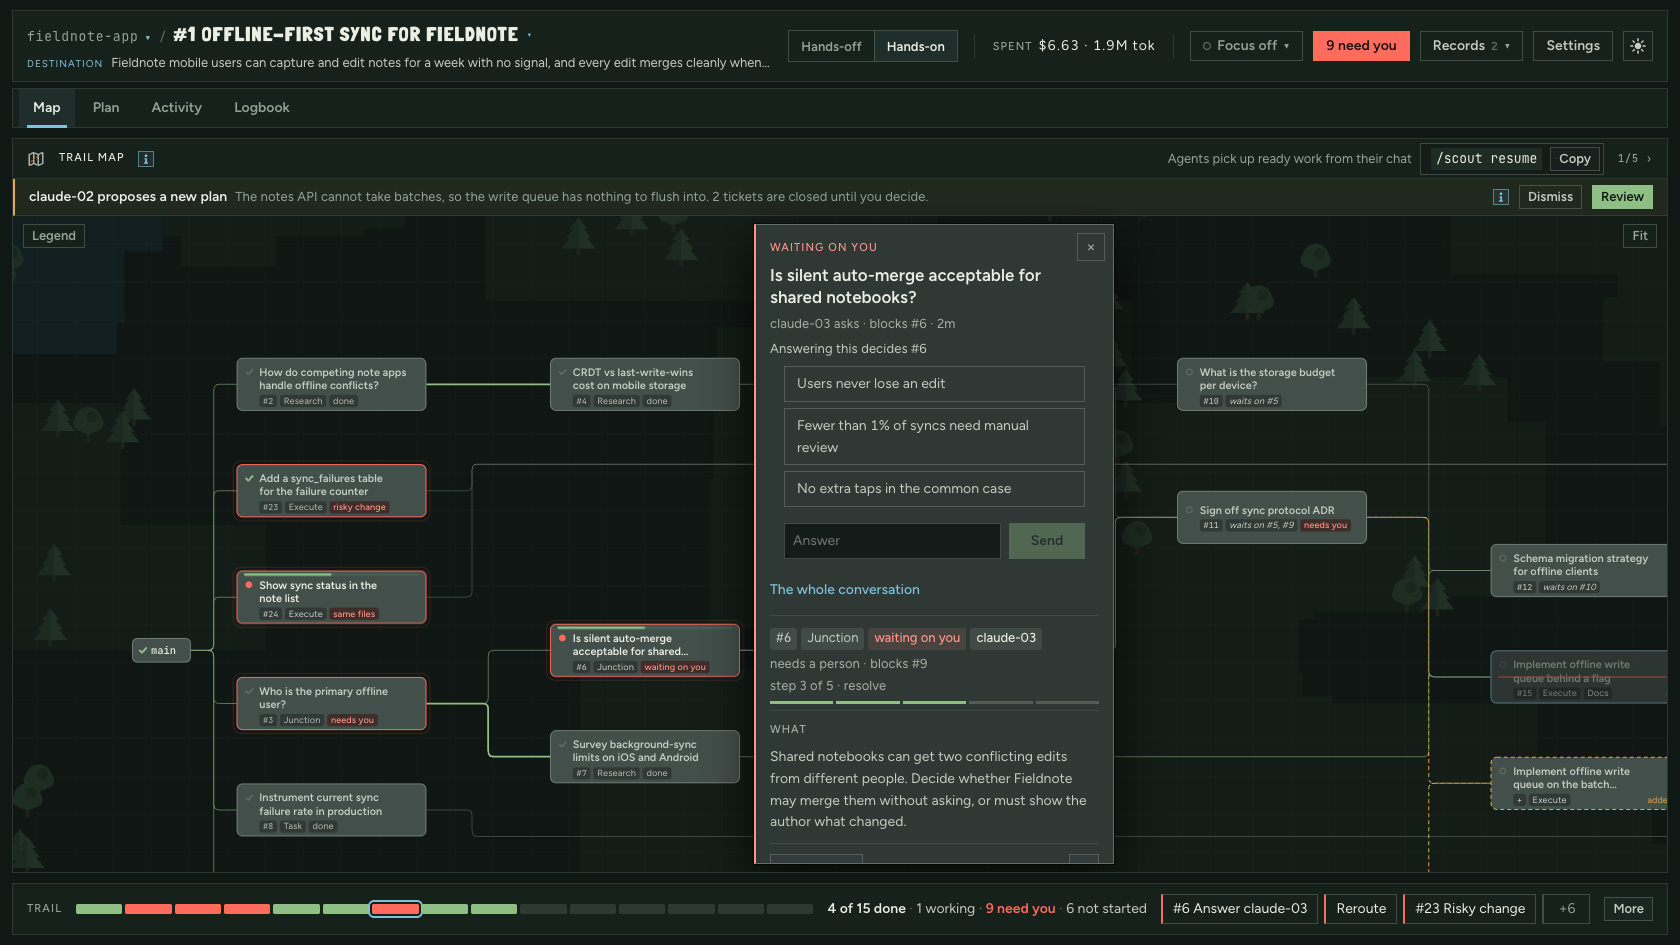 fieldnote-app ▾ / #1 OFFLINE-FIRST SYNC FOR FIELDNOTE
DESTINATION Fieldnote mobile users can capture and edit notes for a week with no signal, and every edit merges cleanly when...
Hands-off Hands-on
SPENT $6.63 · 1.9M tok
Focus off ▾
9 need you
Records 2 ▾
Settings
Map Plan Activity Logbook
TRAIL MAP i
Agents pick up ready work from their chat /scout resume Copy 1/5 ›
claude-02 proposes a new plan The notes API cannot take batches, so the write queue has nothing to flush into. 2 tickets are closed until you decide.
i Dismiss Review
Legend
Fit
main
How do competing note apps
handle offline conflicts?
#2 Research done
Add a sync_failures table
for the failure counter
#23 Execute risky change
Show sync status in the
note list
#24 Execute same files
Who is the primary offline
user?
#3 Junction needs you
Instrument current sync
failure rate in production
#8 Task done
CRDT vs last-write-wins
cost on mobile storage
#4 Research done
Is silent auto-merge
acceptable for shared...
#6 Junction waiting on you
Survey background-sync
limits on iOS and Android
#7 Research done
WAITING ON YOU ×
Is silent auto-merge acceptable for
shared notebooks?
claude-03 asks · blocks #6 · 2m
Answering this decides #6
Users never lose an edit
Fewer than 1% of syncs need manual
review
No extra taps in the common case
Answer Send
The whole conversation
#6 Junction waiting on you claude-03
needs a person · blocks #9
step 3 of 5 · resolve
WHAT
Shared notebooks can get two conflicting edits
from different people. Decide whether Fieldnote
may merge them without asking, or must show the
author what changed.
What is the storage budget
per device?
#10 waits on #5
Sign off sync protocol ADR
#11 waits on #5, #9 needs you
Schema migration strategy
for offline clients
#12 waits on #10
Implement offline write
queue behind a flag
#15 Execute Docs
Implement offline write
queue on the batch...
+ Execute adde
TRAIL
4 of 15 done · 1 working · 9 need you · 6 not started
#6 Answer claude-03
Reroute
#23 Risky change
+6
More